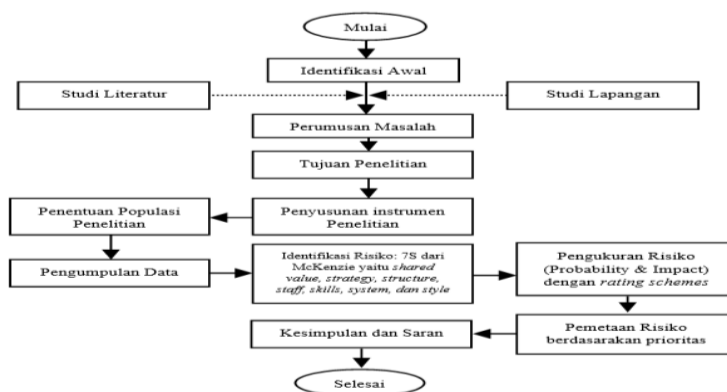 Mulai
Identifikasi Awal
Studi Literatur
Studi Lapangan
Perumusan Masalah
Tujuan Penelitian
Penyusunan instrumen
Penelitian
Penentuan Populasi
Penelitian
Pengumpulan Data
Identifikasi Risiko: 7S dari
McKenzie yaitu shared
value, strategy, structure,
staff, skills, system, dan style
Pengukuran Risiko
(Probability & Impact)
dengan rating schemes
Pemetaan Risiko
berdasarakan prioritas
Kesimpulan dan Saran
Selesai